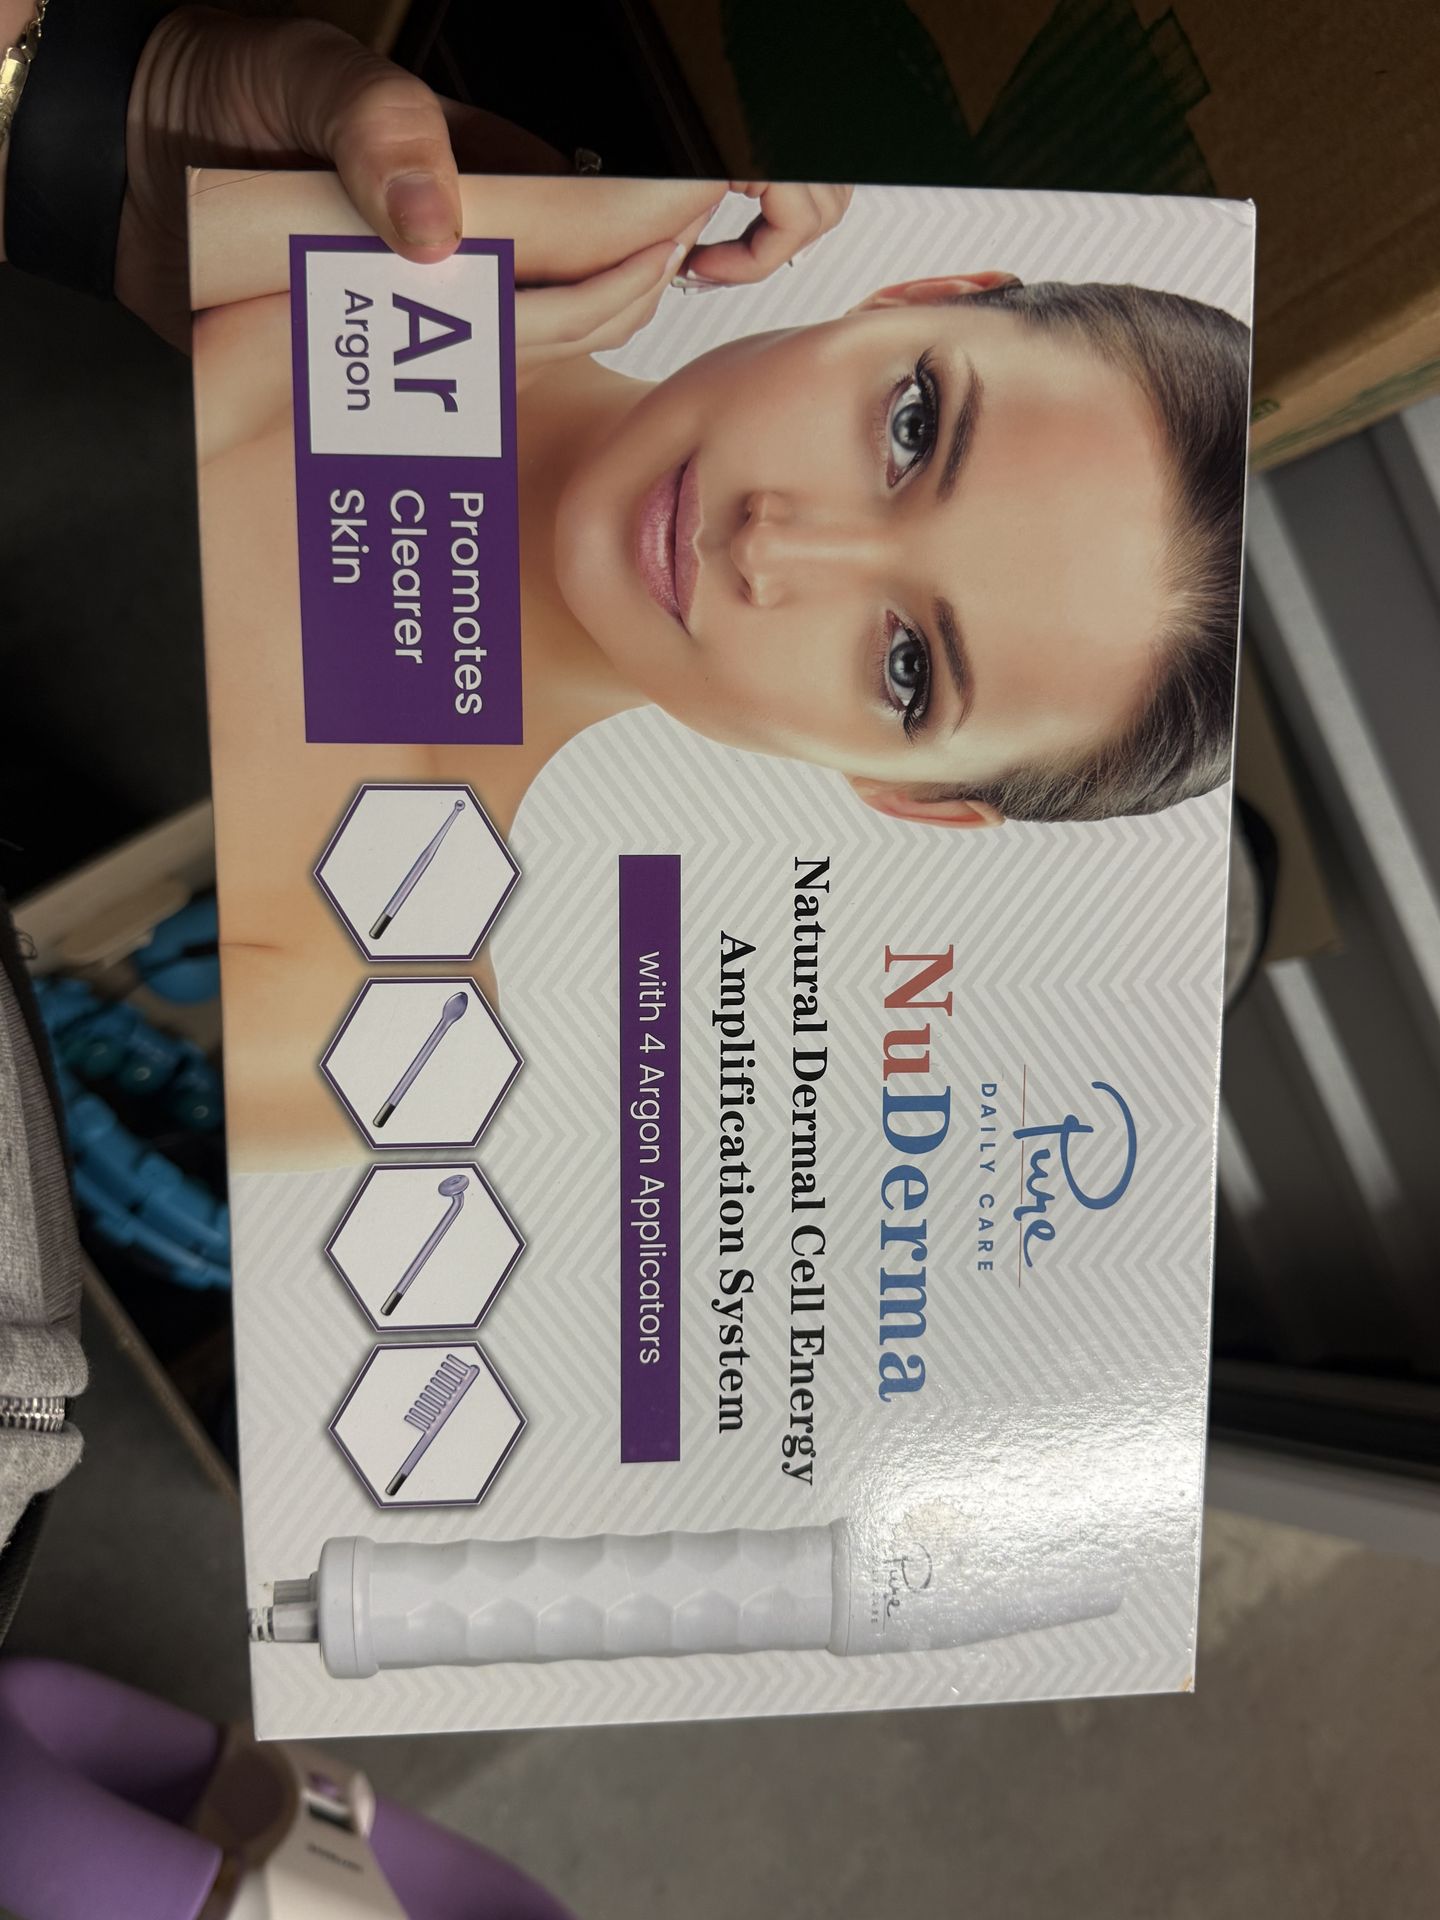 Pure
DAILY CARE
NuDerma
Natural Dermal Cell Energy
Amplification System
with 4 Argon Applicators
Ar
Argon
Promotes
Clearer
Skin
Pure